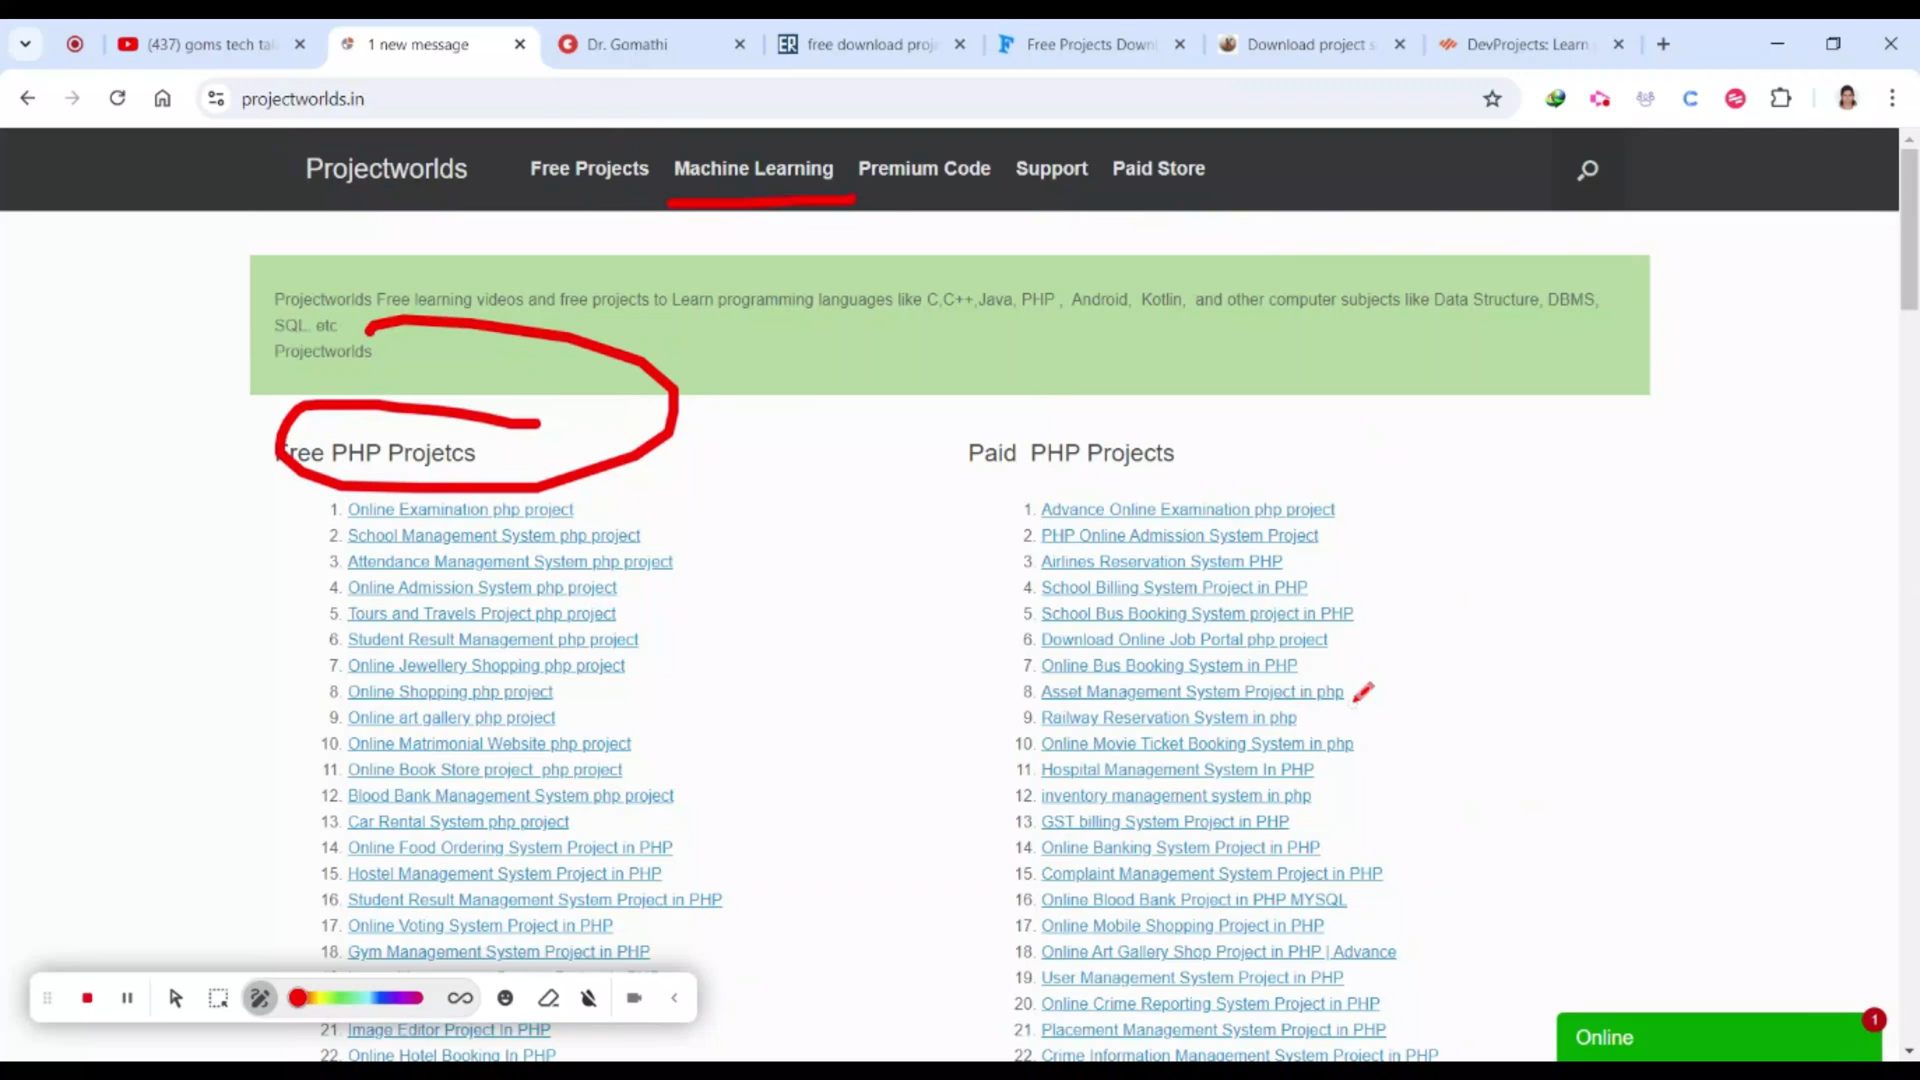 (437) goms tech tal
1 new message
Dr. Gomathi
free download proj
Free Projects Down
Download project s
DevProjects: Learn
projectworlds.in
Projectworlds
Free Projects
Machine Learning
Premium Code
Support
Paid Store
Projectworlds Free learning videos and free projects to Learn programming languages like C,C++,Java, PHP , Android, Kotlin, and other computer subjects like Data Structure, DBMS,
SQL, etc
Projectworlds
Free PHP Projetcs
1. Online Examination php project
2. School Management System php project
3. Attendance Management System php project
4. Online Admission System php project
5. Tours and Travels Project php project
6. Student Result Management php project
7. Online Jewellery Shopping php project
8. Online Shopping php project
9. Online art gallery php project
10. Online Matrimonial Website php project
11. Online Book Store project php project
12. Blood Bank Management System php project
13. Car Rental System php project
14. Online Food Ordering System Project in PHP
15. Hostel Management System Project in PHP
16. Student Result Management System Project in PHP
17. Online Voting System Project in PHP
18. Gym Management System Project in PHP
21. Image Editor Project In PHP
22. Online Hotel Booking In PHP
Paid PHP Projects
1. Advance Online Examination php project
2. PHP Online Admission System Project
3. Airlines Reservation System PHP
4. School Billing System Project in PHP
5. School Bus Booking System project in PHP
6. Download Online Job Portal php project
7. Online Bus Booking System in PHP
8. Asset Management System Project in php
9. Railway Reservation System in php
10. Online Movie Ticket Booking System in php
11. Hospital Management System In PHP
12. inventory management system in php
13. GST billing System Project in PHP
14. Online Banking System Project in PHP
15. Complaint Management System Project in PHP
16. Online Blood Bank Project in PHP MYSQL
17. Online Mobile Shopping Project in PHP
18. Online Art Gallery Shop Project in PHP | Advance
19. User Management System Project in PHP
20. Online Crime Reporting System Project in PHP
21. Placement Management System Project in PHP
22. Crime Information Management System Project in PHP
Online
1